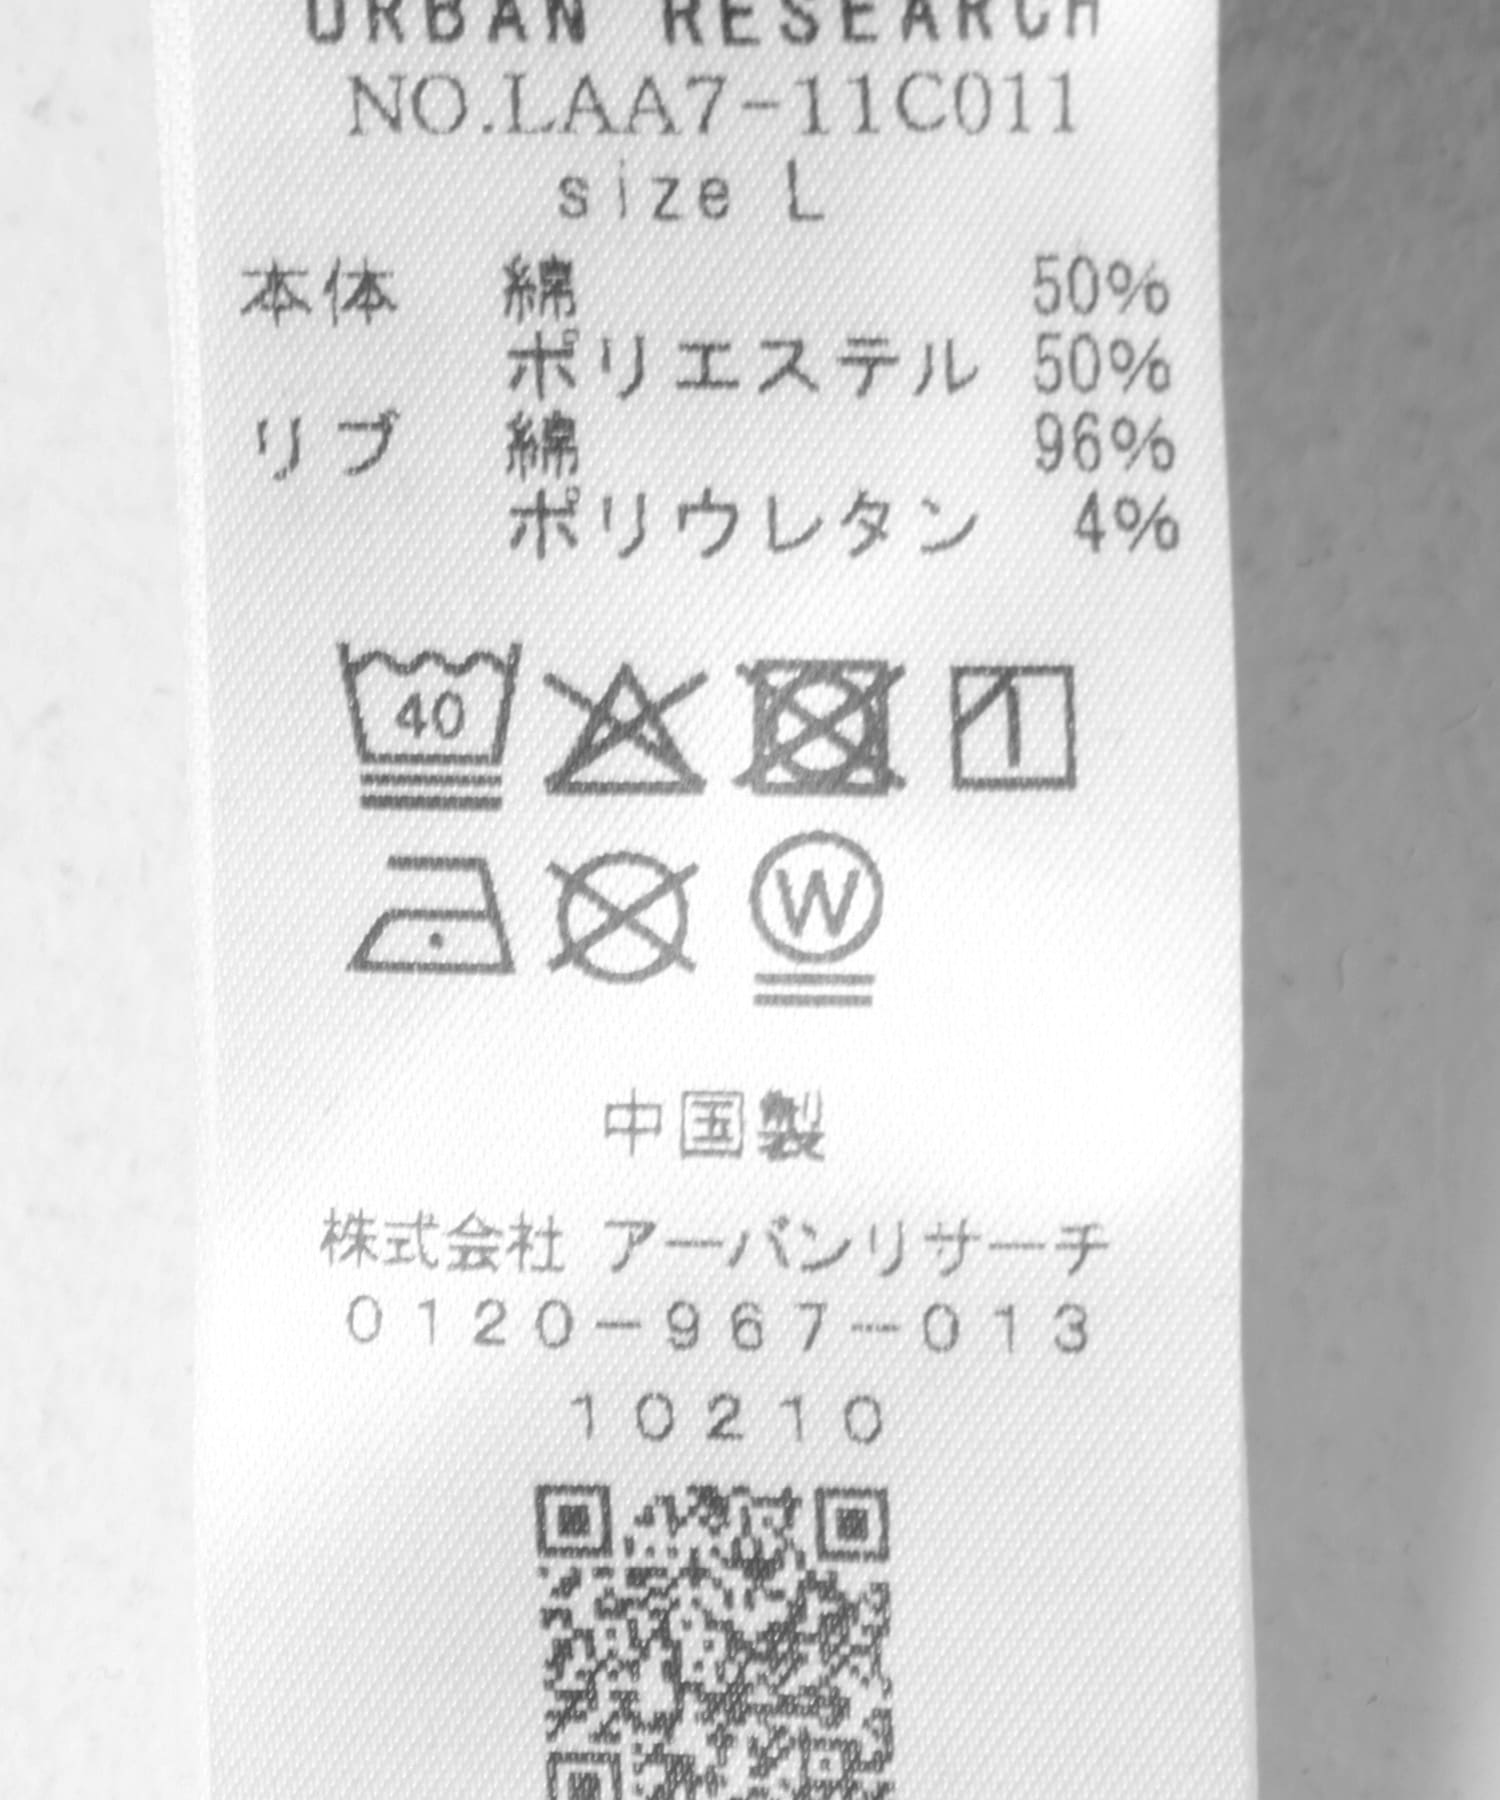 URBAN RESEARCH
NO.LAA7-11C011
size L
本体 綿 50%
ポリエステル 50%
リブ 綿 96%
ポリウレタン 4%
40
W
中国製
株式会社 アーバンリサーチ
0120-967-013
10210